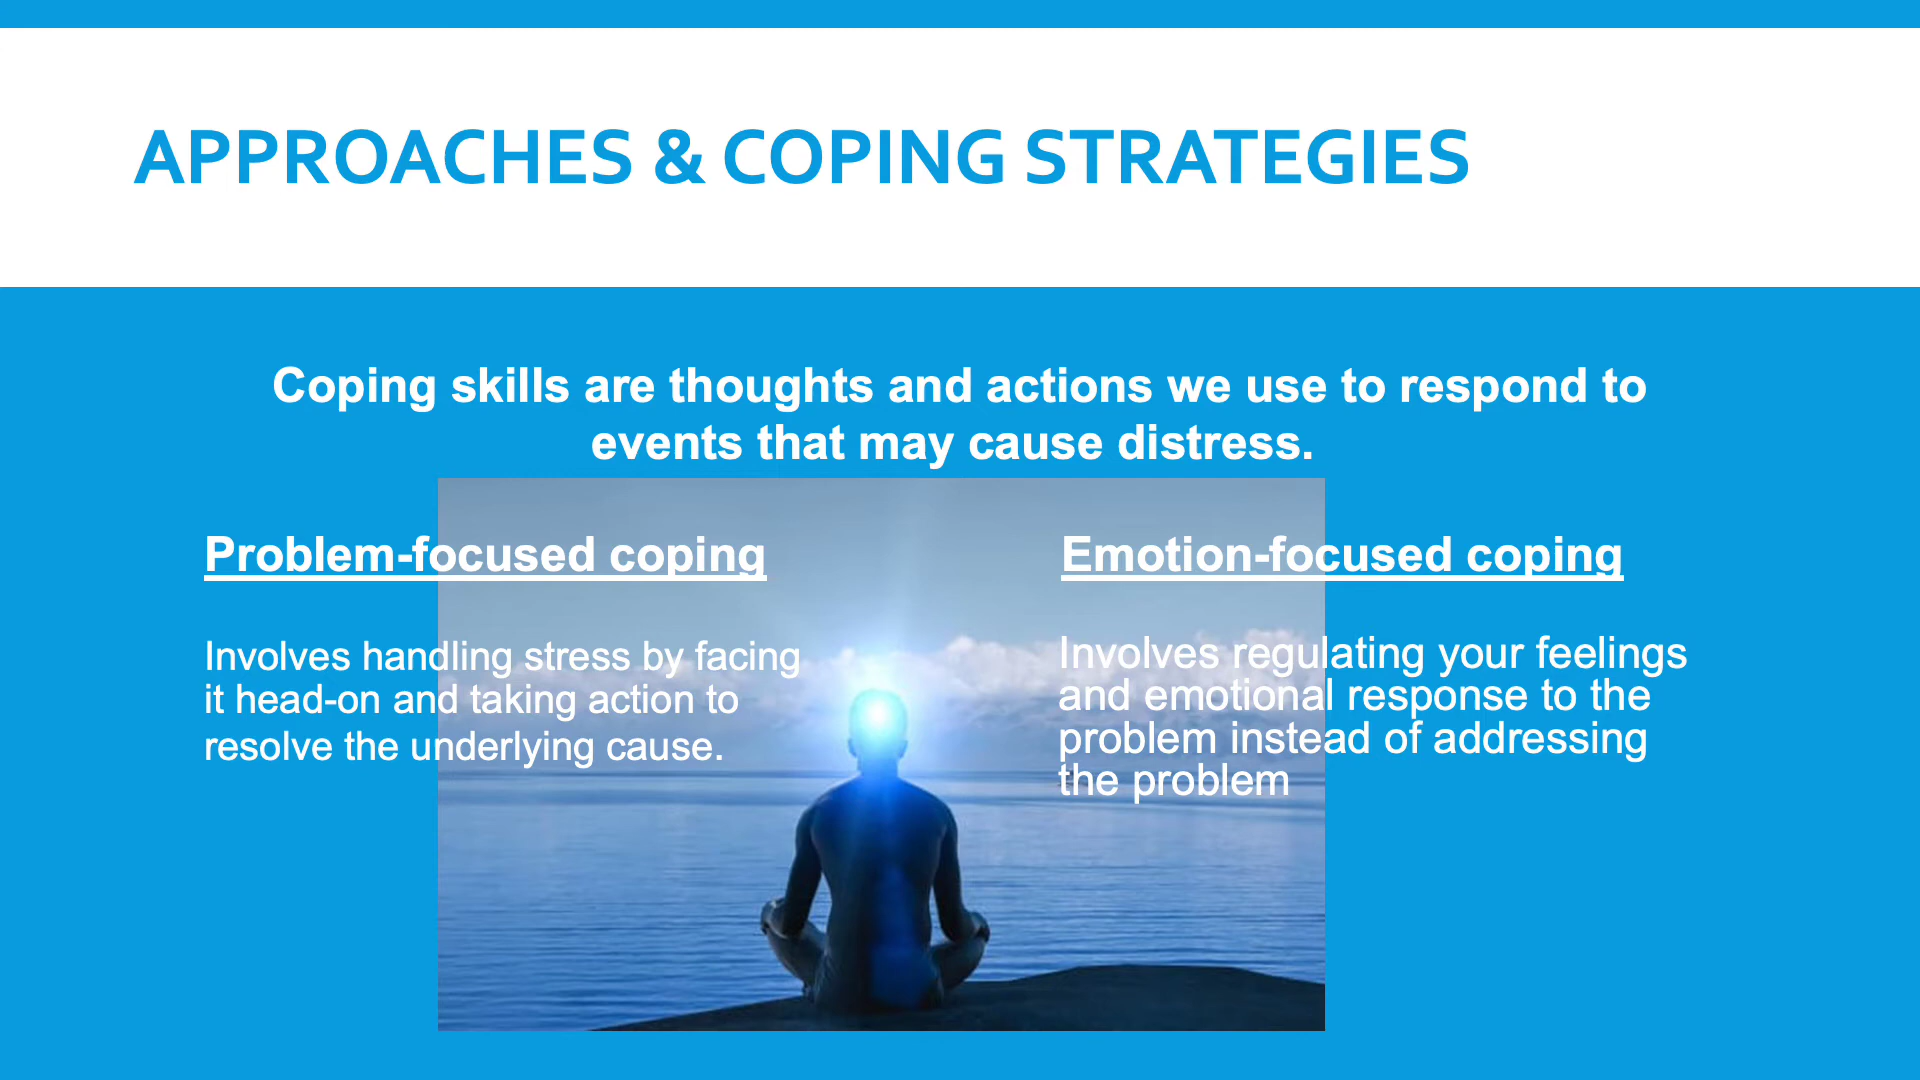 APPROACHES & COPING STRATEGIES
Coping skills are thoughts and actions we use to respond to
events that may cause distress.
Problem-focused coping
Involves handling stress by facing
it head-on and taking action to
resolve the underlying cause.
Emotion-focused coping
Involves regulating your feelings
and emotional response to the
problem instead of addressing
the problem